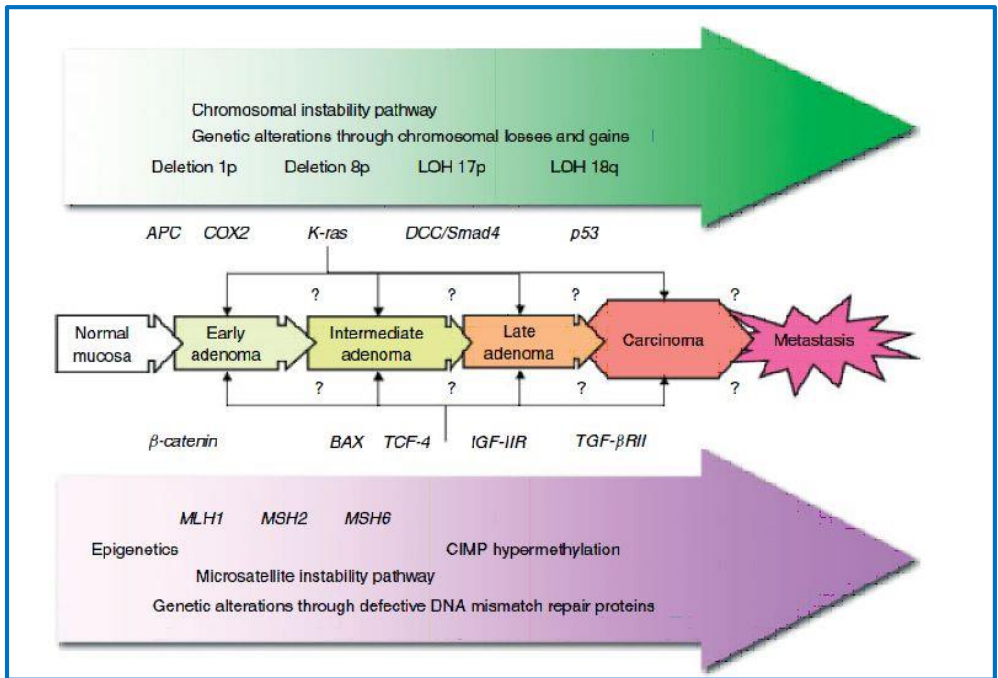 Chromosomal instability pathway
Genetic alterations through chromosomal losses and gains
Deletion 1p Deletion 8p LOH 17p LOH 18q
APC COX2 K-ras DCC/Smad4 p53
? ? ? ?
Normal mucosa
Early adenoma
Intermediate adenoma
Late adenoma
Carcinoma
Metastasis
? ? ? ?
β-catenin BAX TCF-4 IGF-IIR TGF-βRII
MLH1 MSH2 MSH6
Epigenetics CIMP hypermethylation
Microsatellite instability pathway
Genetic alterations through defective DNA mismatch repair proteins